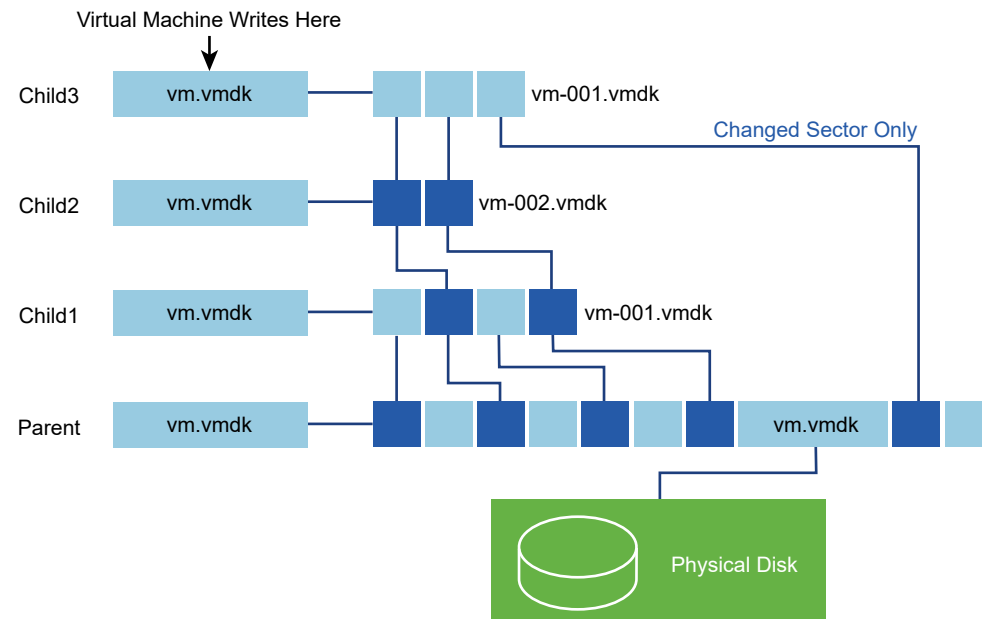 Virtual Machine Writes Here
Child3 vm.vmdk vm-001.vmdk
Changed Sector Only
Child2 vm.vmdk vm-002.vmdk
Child1 vm.vmdk vm-001.vmdk
Parent vm.vmdk vm.vmdk
Physical Disk